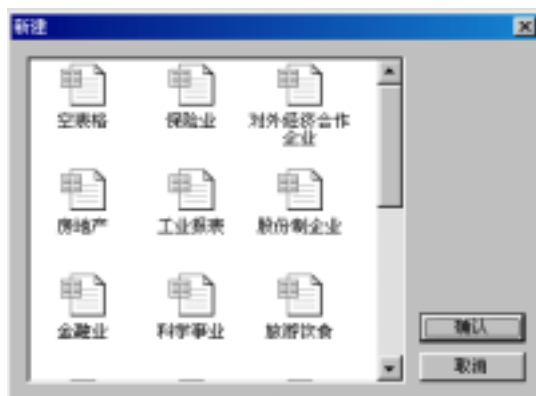 新建
空表格
保险业
对外经济合作
企业
房地产
工业报表
股份制企业
金融业
科学事业
旅游饮食
确认
取消